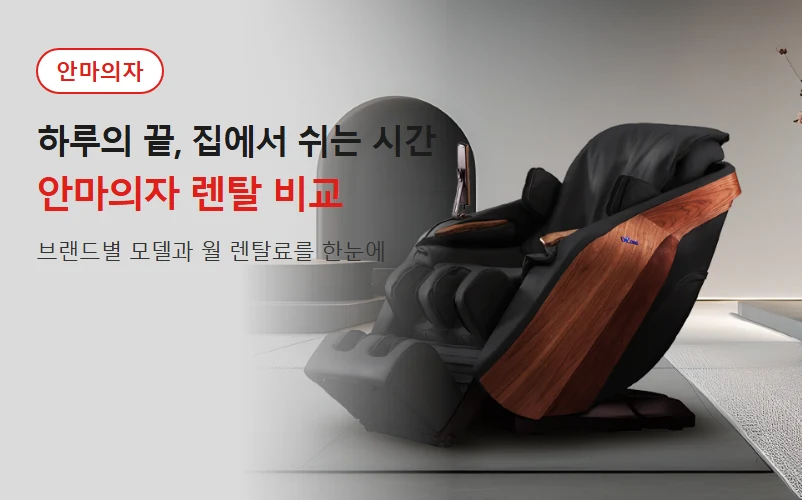 안마의자
하루의 끝, 집에서 쉬는 시간
안마의자 렌탈 비교
브랜드별 모델과 월 렌탈료를 한눈에